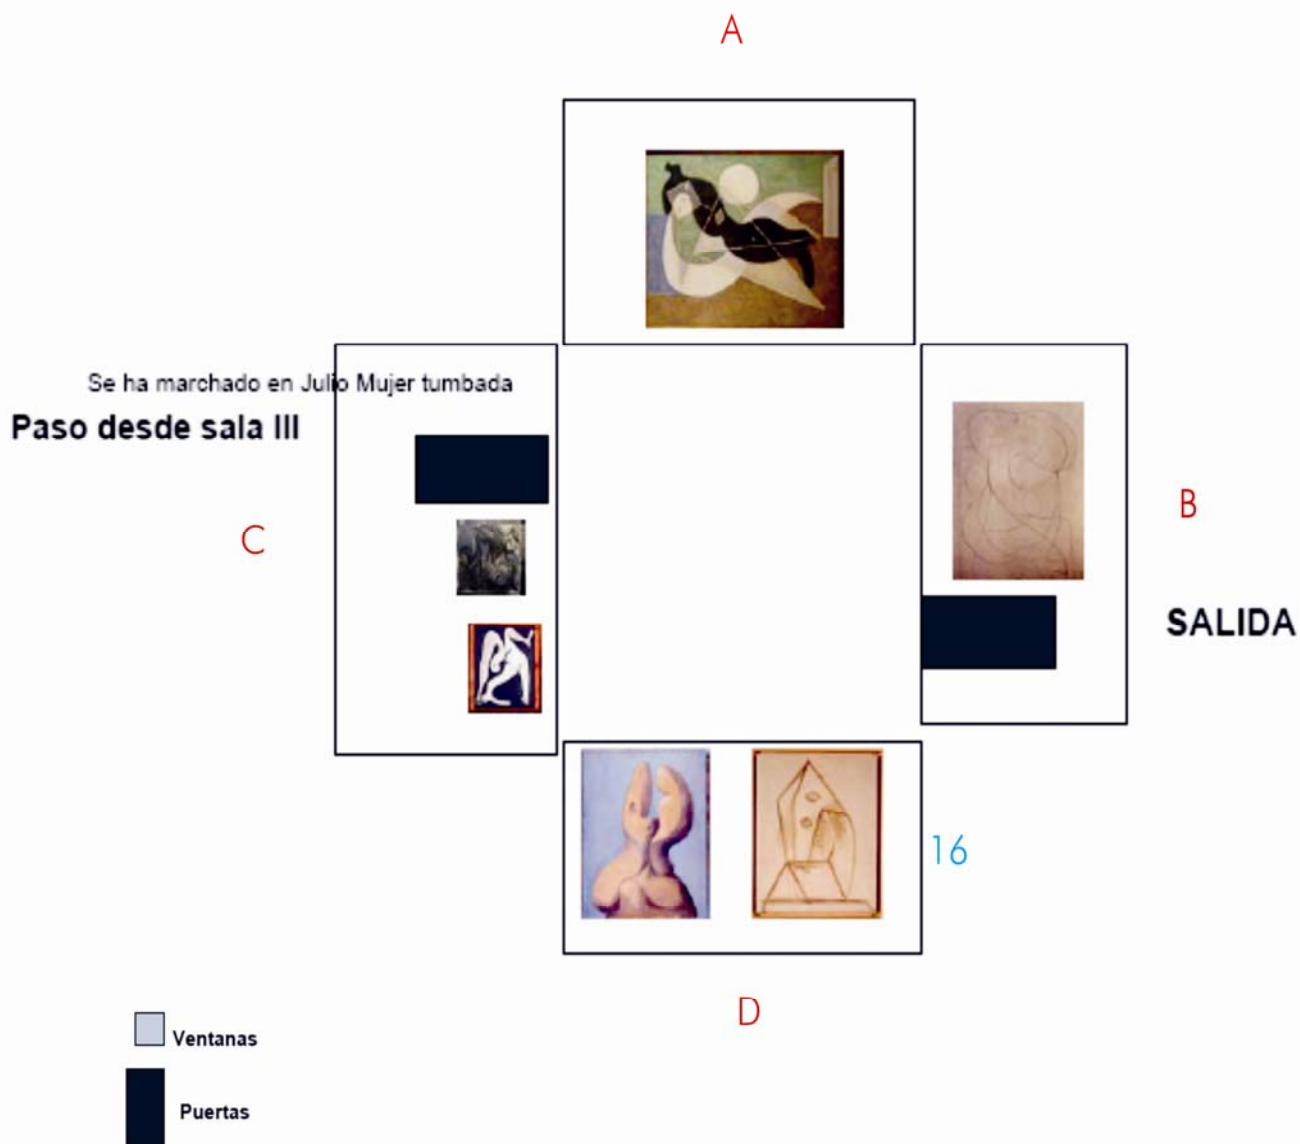 A
Se ha marchado en Julio Mujer tumbada
Paso desde sala III
B
C
SALIDA
16
D
Ventanas
Puertas